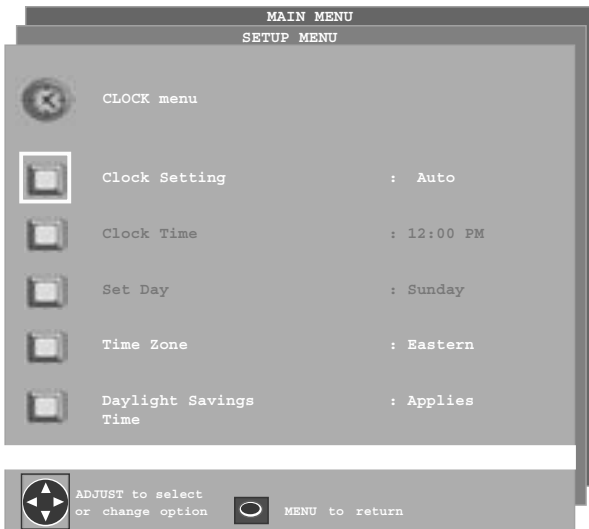 MAIN MENU
SETUP MENU
CLOCK menu
Clock Setting : Auto
Clock Time : 12:00 PM
Set Day : Sunday
Time Zone : Eastern
Daylight Savings : Applies
Time
ADJUST to select
or change option MENU to return